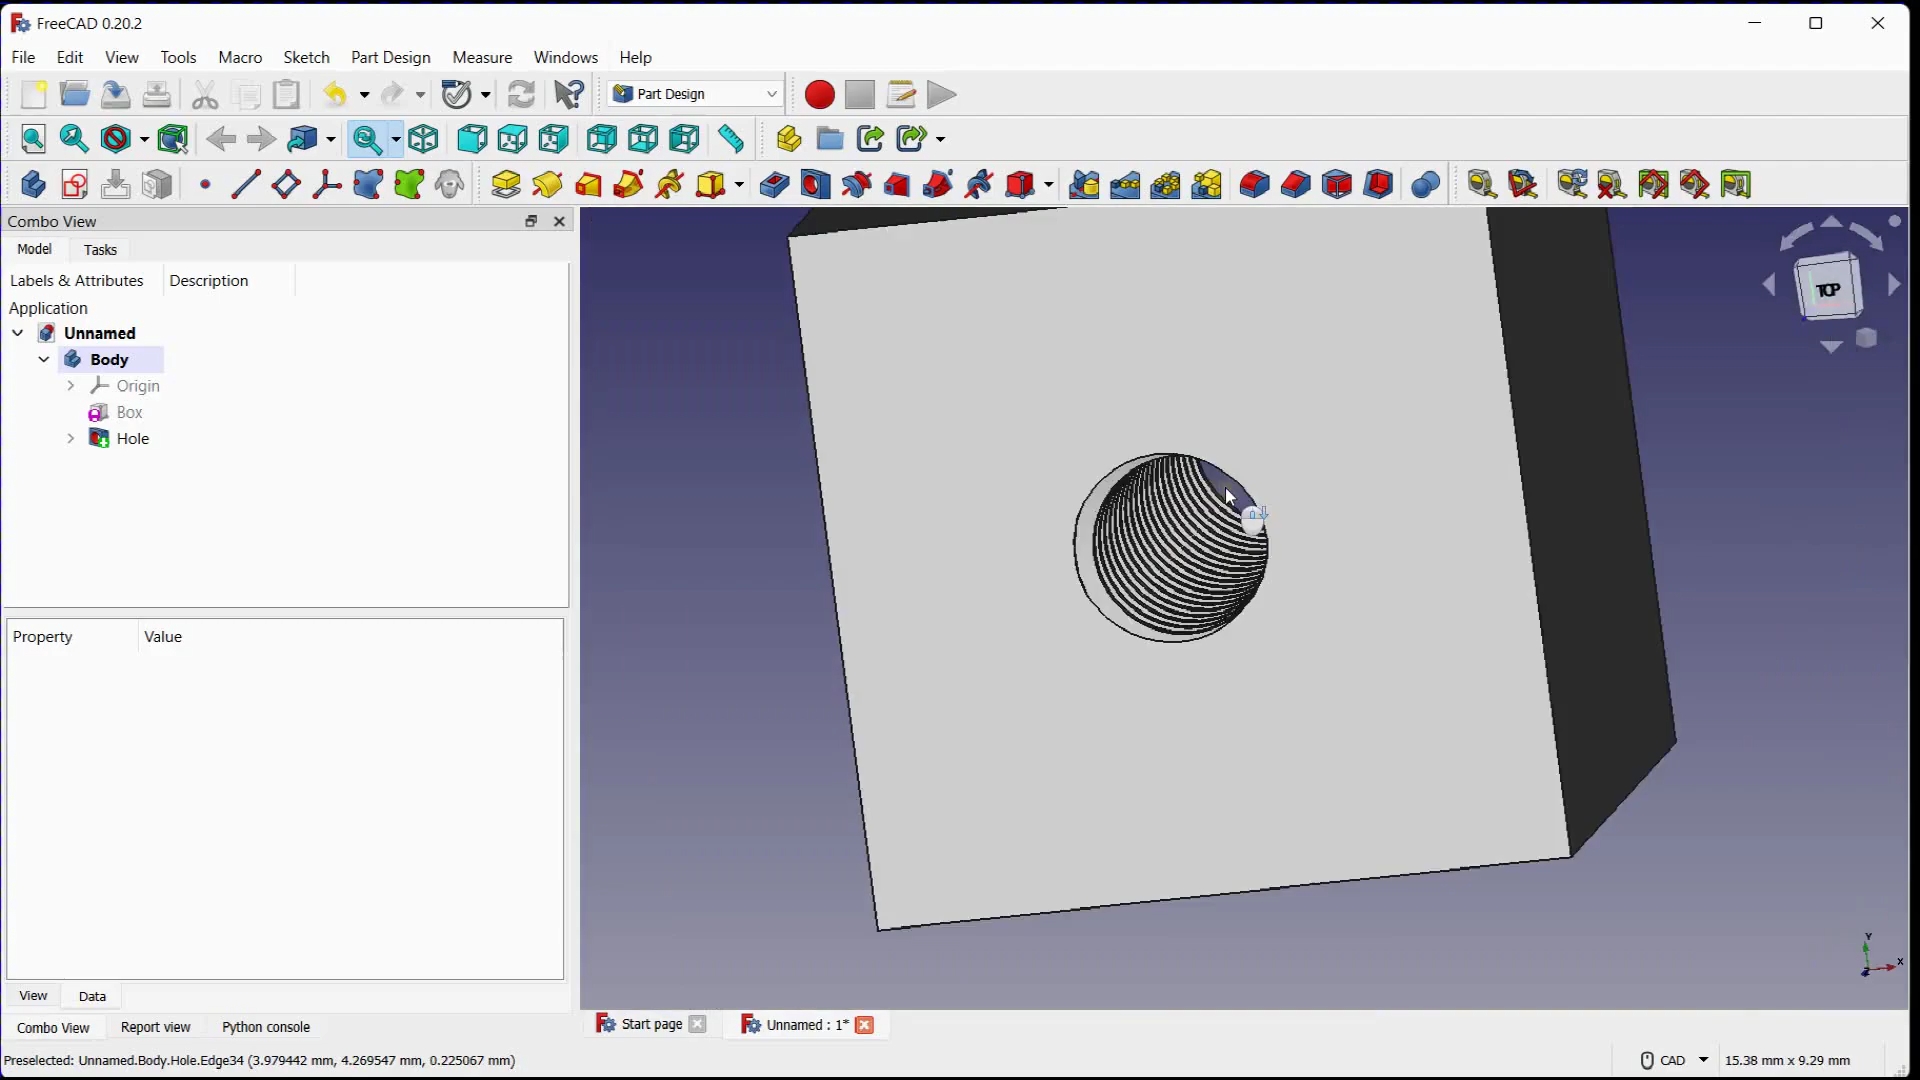 FreeCAD 0.20.2
File Edit View Tools Macro Sketch Part Design Measure Windows Help
Part Design
Combo View
Model Tasks
Labels & Attributes Description
Application
Unnamed
Body
Origin
Box
Hole
TOP
Property Value
View Data
Y
X
Combo View Report view Python console
Start page Unnamed : 1*
Preselected: Unnamed.Body.Hole.Edge34 (3.979442 mm, 4.269547 mm, 0.225067 mm)
CAD 15.38 mm x 9.29 mm